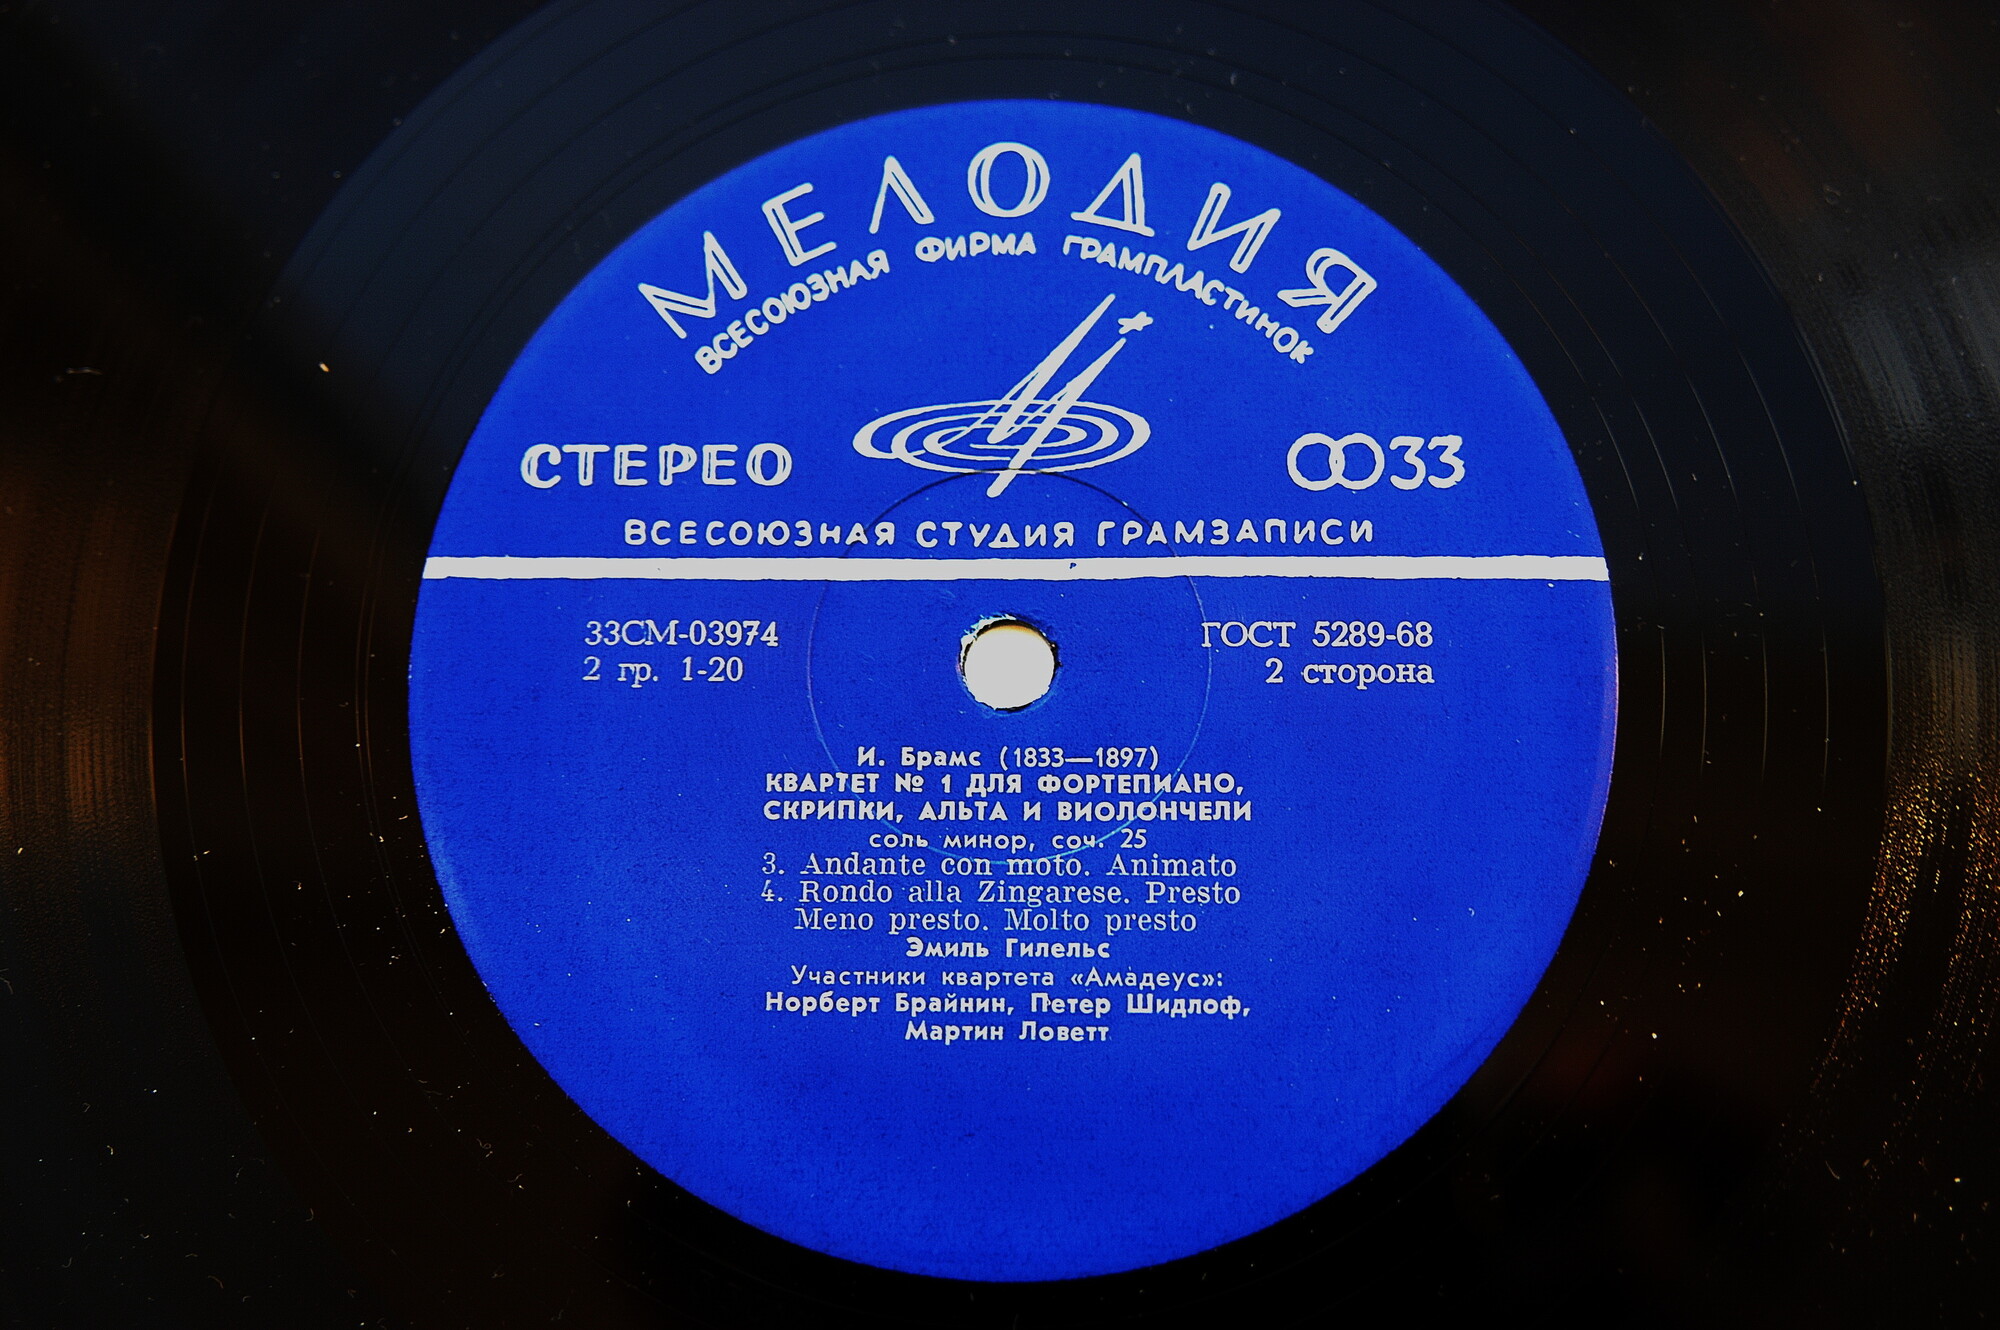 МЕЛОДИЯ
ВСЕСОЮЗНАЯ ФИРМА ГРАМПЛАСТИНОК
СТЕРЕО
33
ВСЕСОЮЗНАЯ СТУДИЯ ГРАМЗАПИСИ
33СМ-03974
ГОСТ 5289-68
2 гр. 1-20
2 сторона
И. Брамс (1833—1897)
КВАРТЕТ № 1 ДЛЯ ФОРТЕПИАНО,
СКРИПКИ, АЛЬТА И ВИОЛОНЧЕЛИ
соль минор, соч. 25
3. Andante con moto. Animato
4. Rondo alla Zingarese. Presto
Meno presto. Molto presto
Эмиль Гилельс
Участники квартета «Амадеус»:
Норберт Брайнин, Петер Шидлоф,
Мартин Ловетт